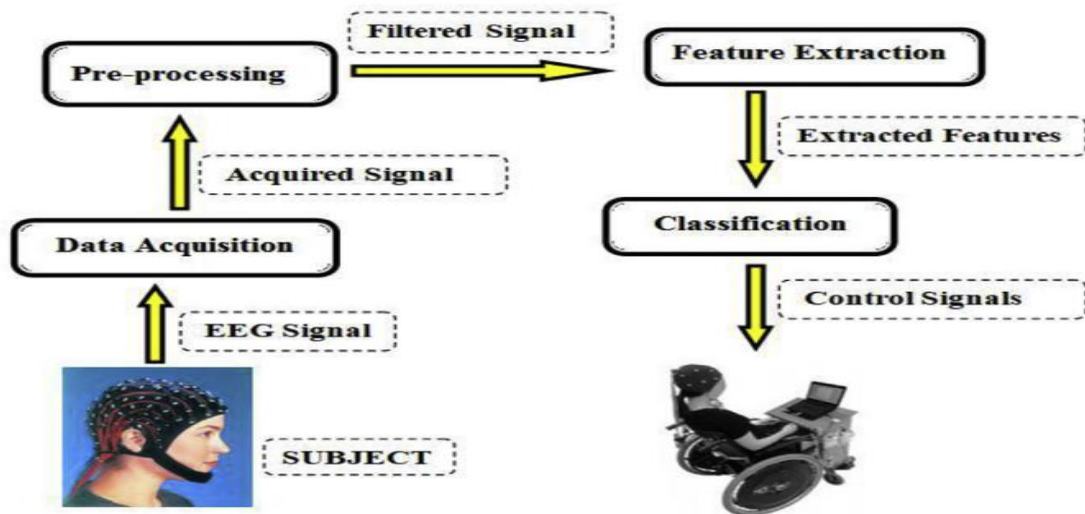 Filtered Signal
Pre-processing
Feature Extraction
Extracted Features
Acquired Signal
Classification
Data Acquisition
Control Signals
EEG Signal
SUBJECT